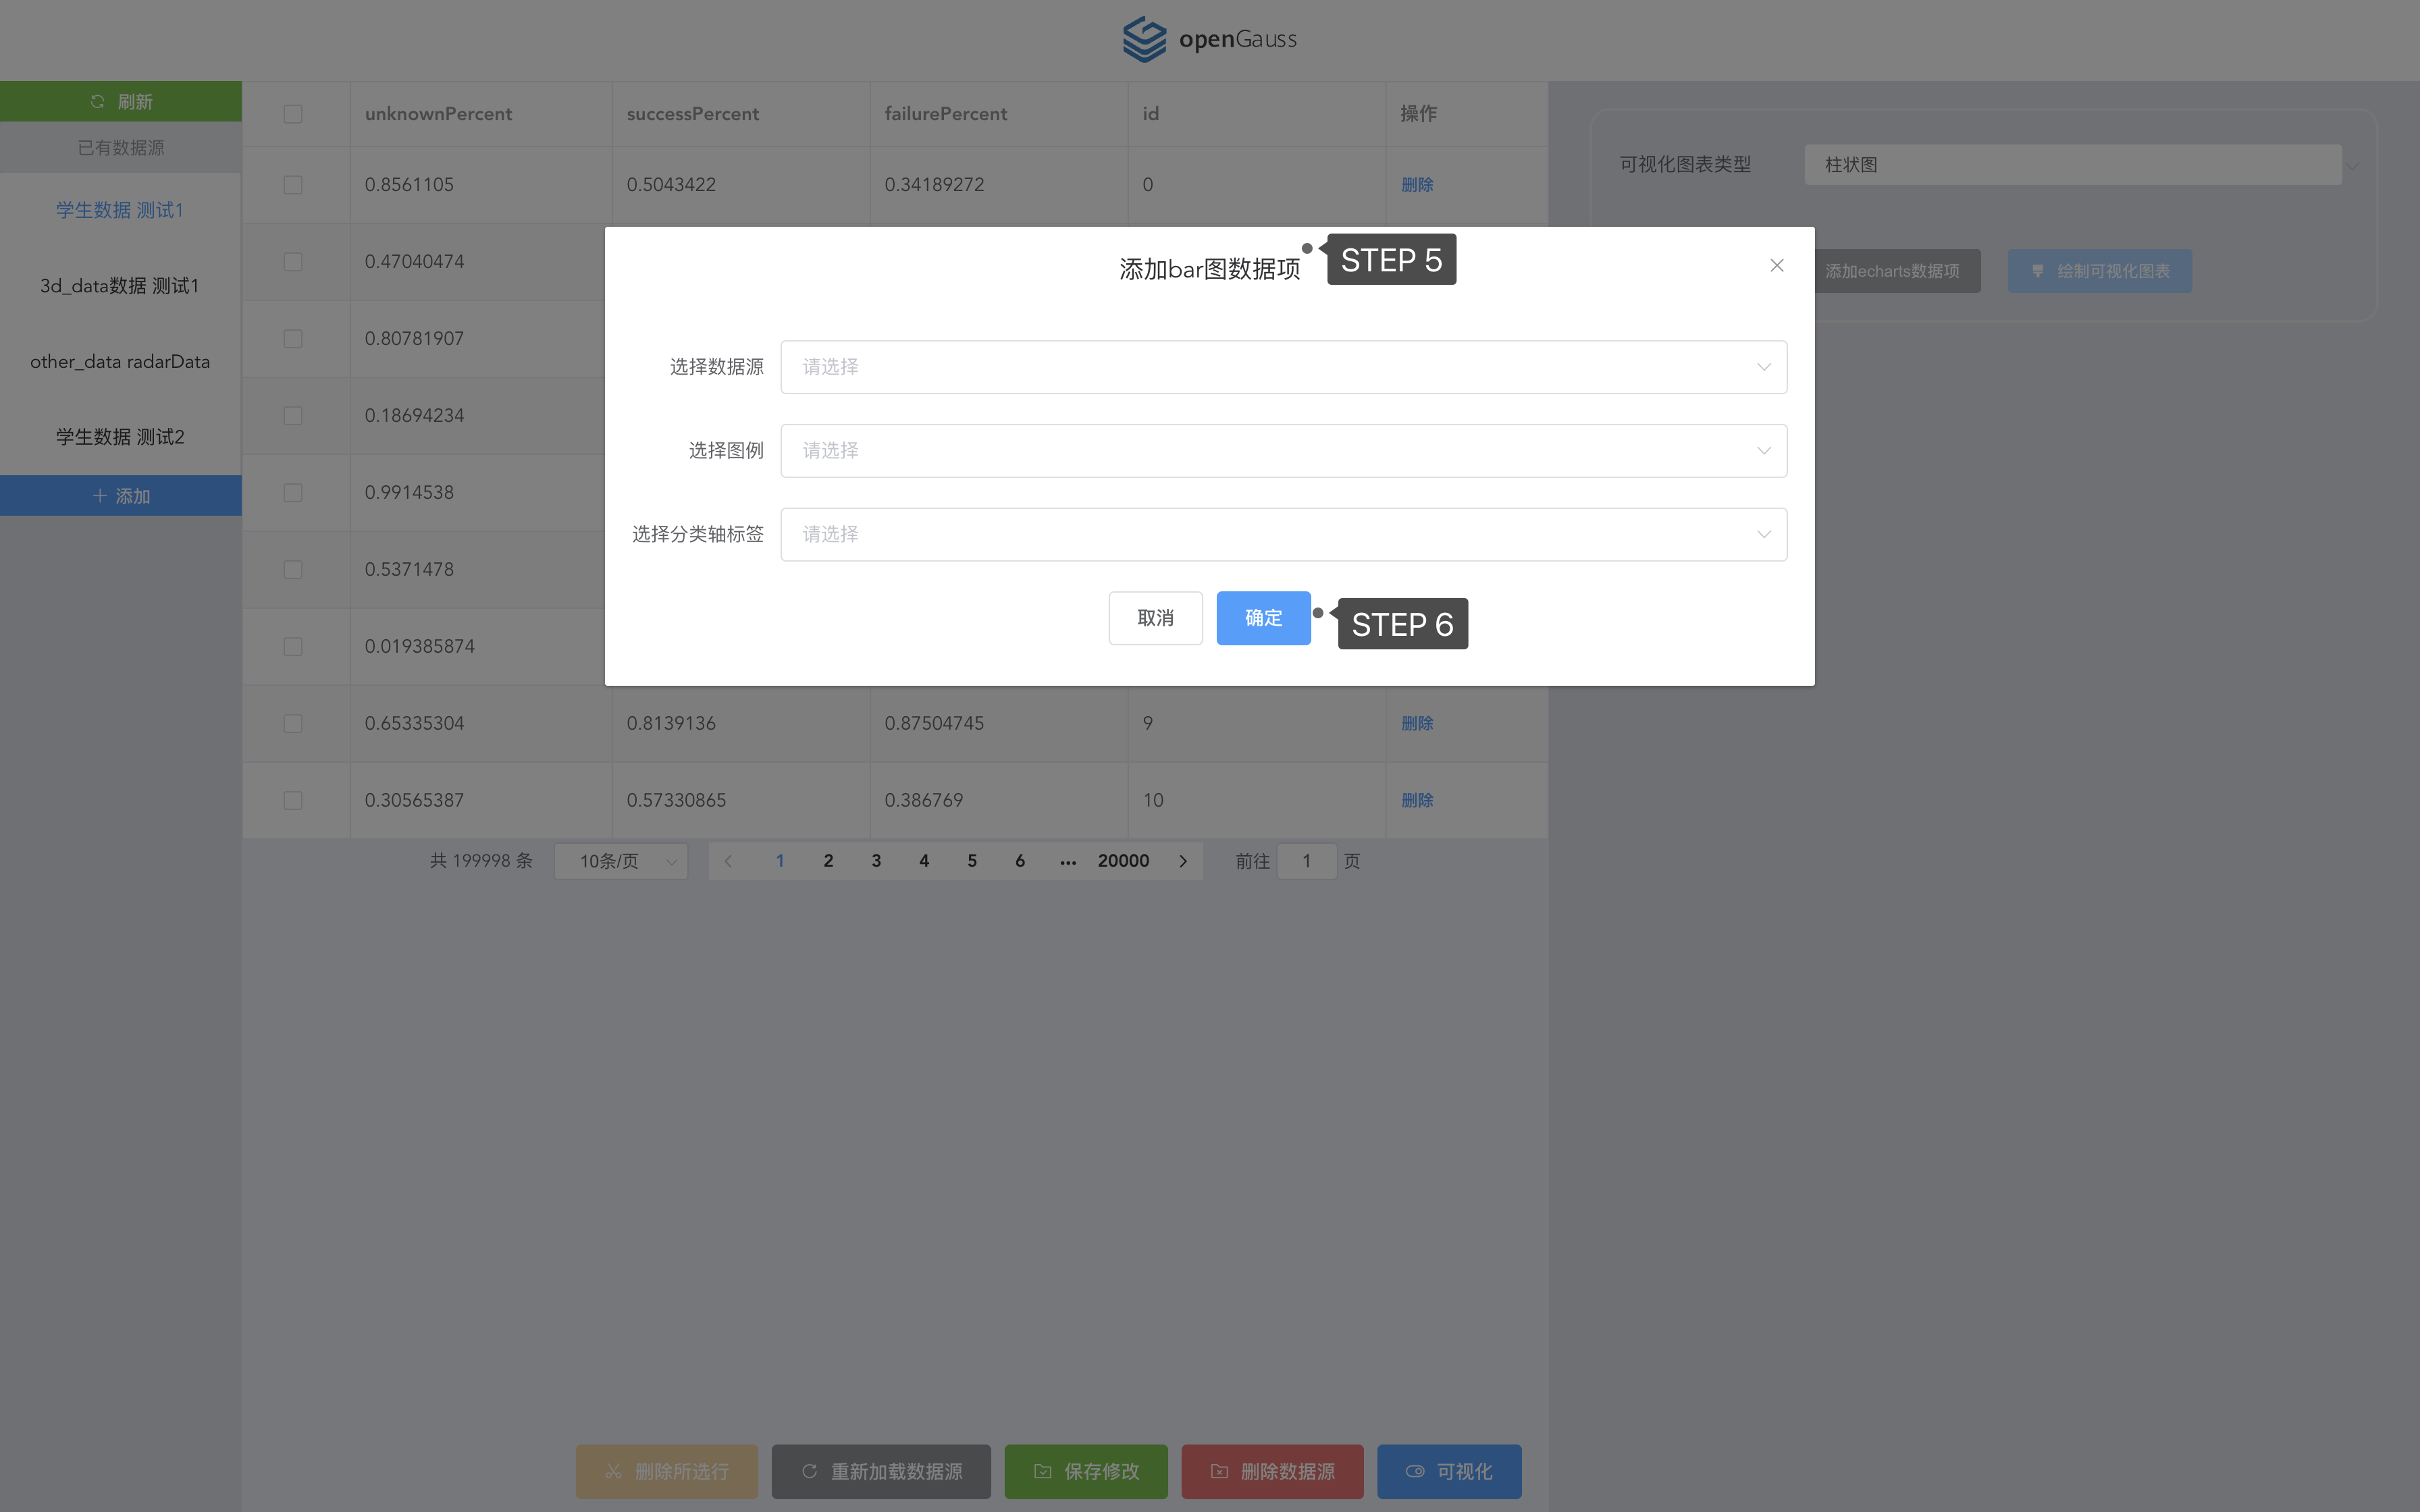 openGauss
刷新
已有数据源
学生数据 测试1
3d_data数据 测试1
other_data radarData
学生数据 测试2
添加
unknownPercent successPercent failurePercent id 操作
0.8561105 0.5043422 0.34189272 0 删除
0.47040474
0.80781907
0.18694234
0.9914538
0.5371478
0.019385874
0.65335304 0.8139136 0.87504745 9 删除
0.30565387 0.57330865 0.386769 10 删除
共 199998 条 10条/页 1 2 3 4 5 6 ... 20000 前往 1 页
可视化图表类型 柱状图
添加echarts数据项 绘制可视化图表
添加bar图数据项 STEP 5
选择数据源 请选择
选择图例 请选择
选择分类轴标签 请选择
取消 确定 STEP 6
删除所选行 重新加载数据源 保存修改 删除数据源 可视化